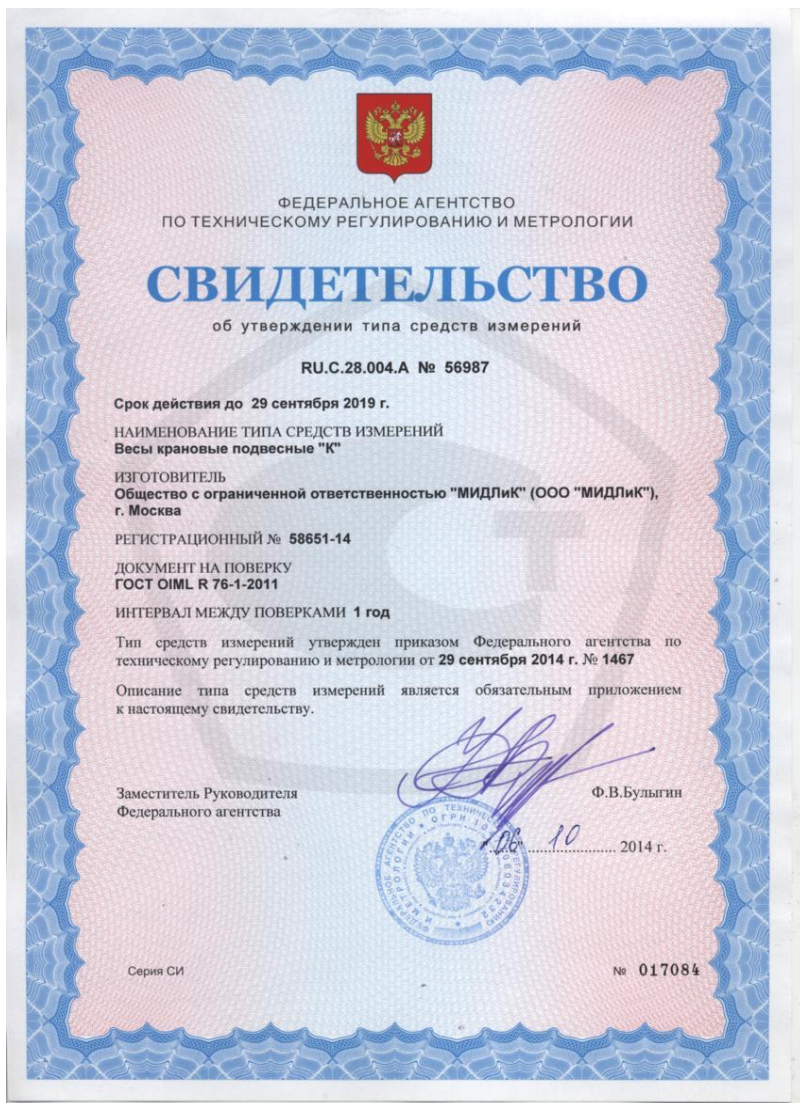 ФЕДЕРАЛЬНОЕ АГЕНТСТВО
ПО ТЕХНИЧЕСКОМУ РЕГУЛИРОВАНИЮ И МЕТРОЛОГИИ
СВИДЕТЕЛЬСТВО
об утверждении типа средств измерений
RU.C.28.004.A № 56987
Срок действия до 29 сентября 2019 г.
НАИМЕНОВАНИЕ ТИПА СРЕДСТВ ИЗМЕРЕНИЙ
Весы крановые подвесные "К"
ИЗГОТОВИТЕЛЬ
Общество с ограниченной ответственностью "МИДЛиК" (ООО "МИДЛиК"),
г. Москва
РЕГИСТРАЦИОННЫЙ № 58651-14
ДОКУМЕНТ НА ПОВЕРКУ
ГОСТ OIML R 76-1-2011
ИНТЕРВАЛ МЕЖДУ ПОВЕРКАМИ 1 год
Тип средств измерений утвержден приказом Федерального агентства по
техническому регулированию и метрологии от 29 сентября 2014 г. № 1467
Описание типа средств измерений является обязательным приложением
к настоящему свидетельству.
Заместитель Руководителя
Ф.В.Булыгин
Федерального агентства
"06" 10 2014 г.
Серия СИ
№ 017084